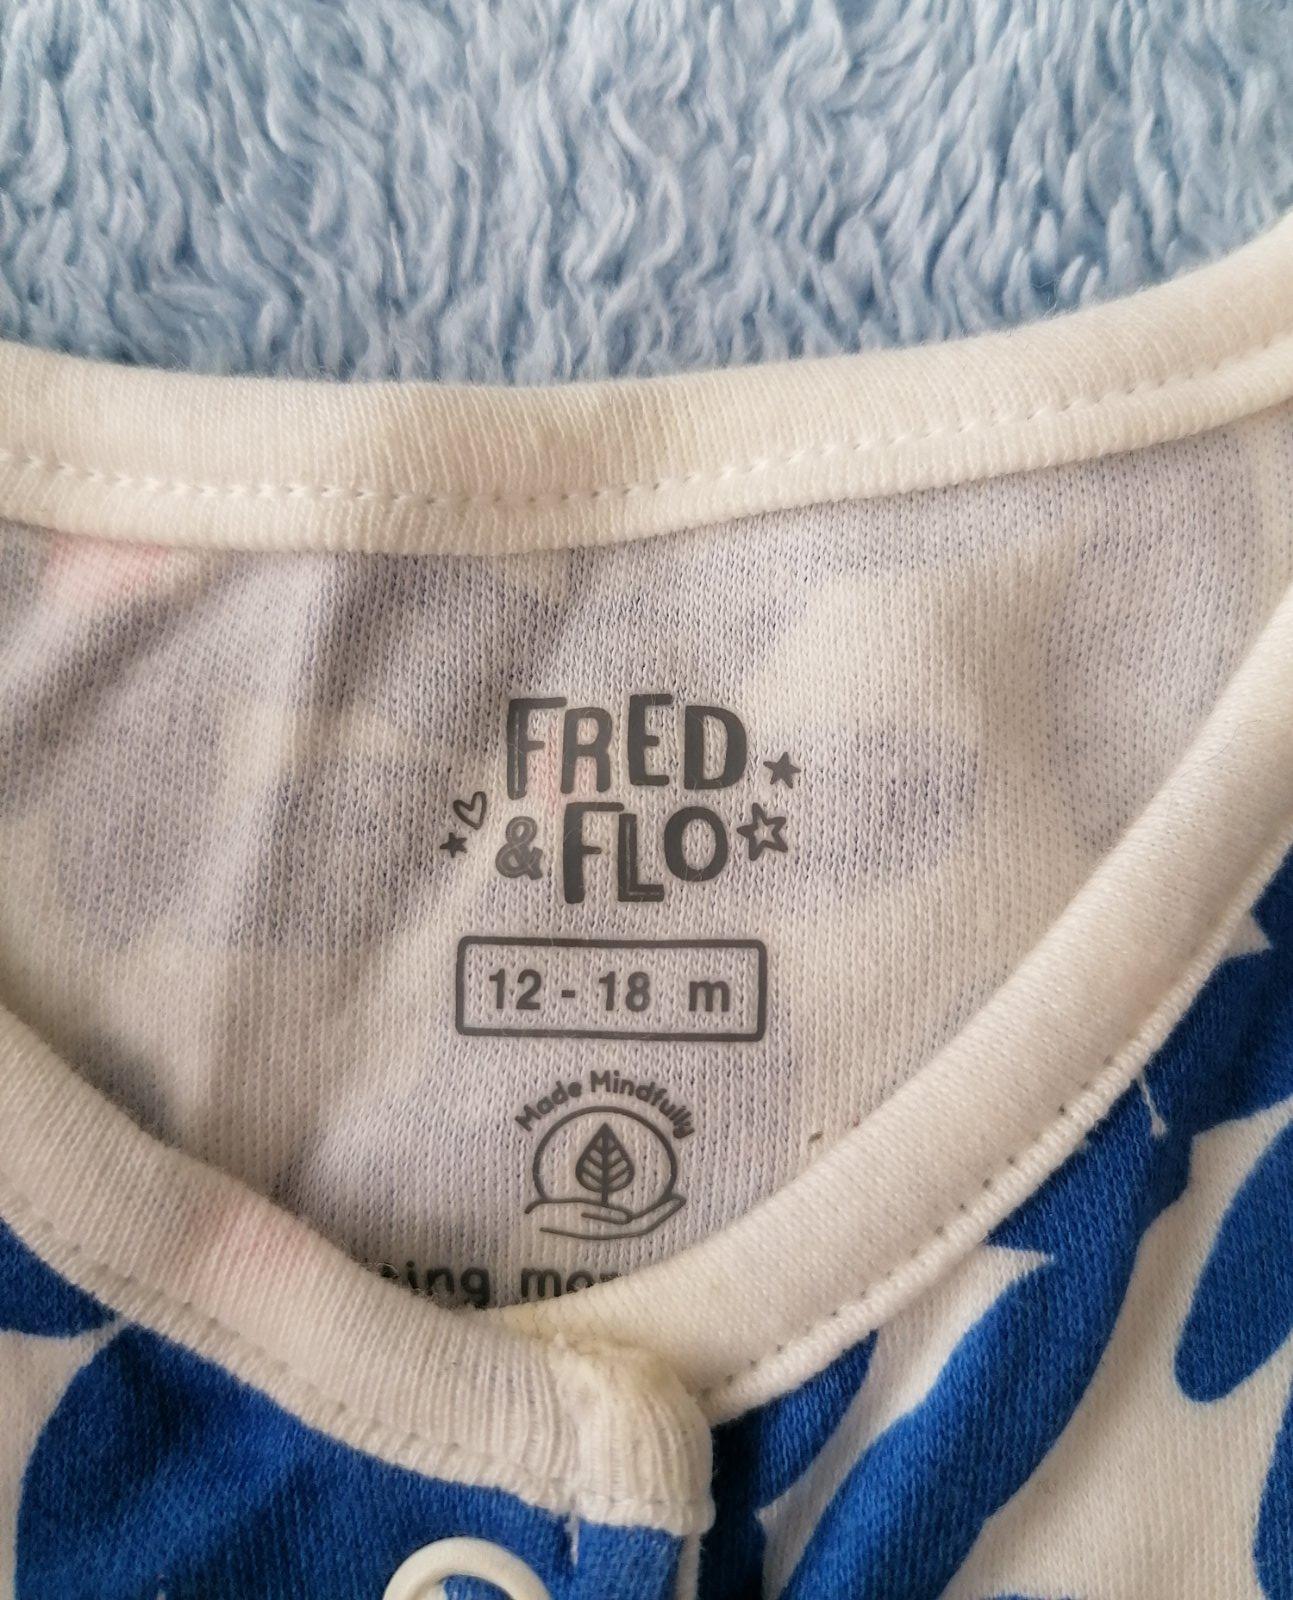 FRED
& FLO
12 - 18 m
Made Mindfully